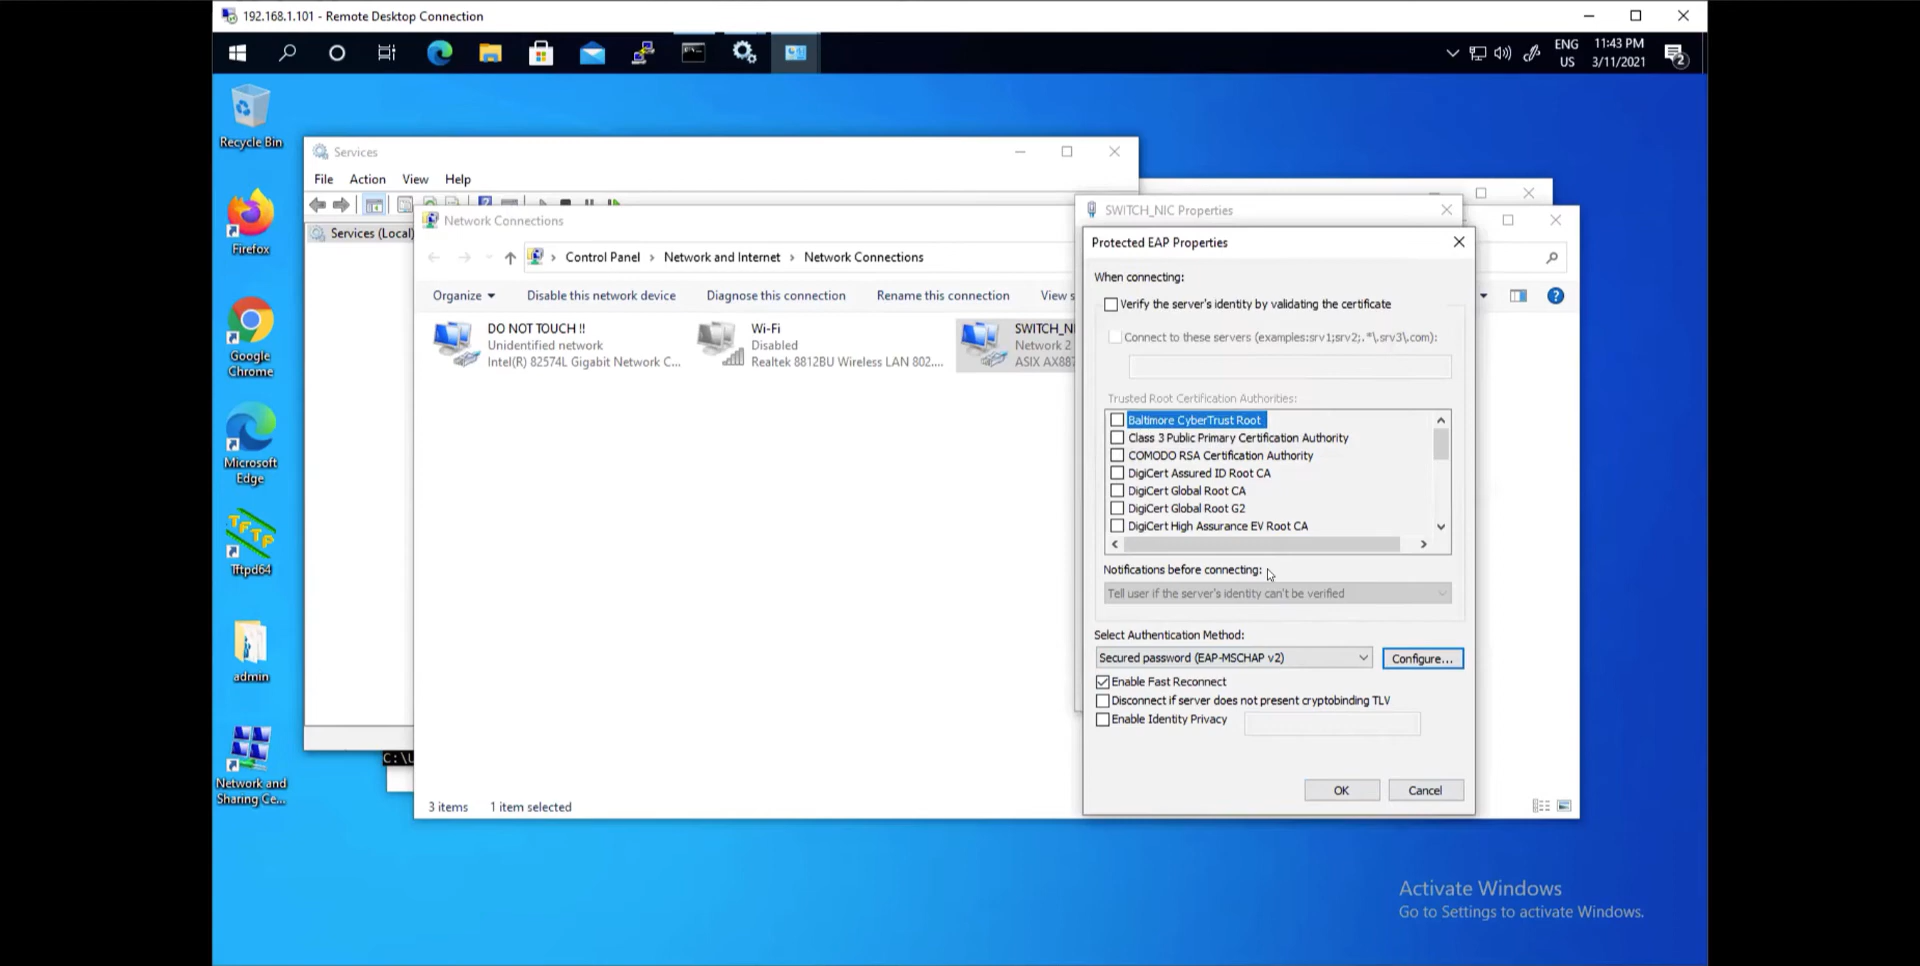 192.168.1.101 - Remote Desktop Connection
ENG
US
11:43 PM
3/11/2021
2
Recycle Bin
Firefox
Google
Chrome
Microsoft
Edge
Tftpd64
admin
Network and
Sharing Ce...
Services
File Action View Help
Services (Local)
C:\U
Network Connections
Control Panel > Network and Internet > Network Connections
Organize Disable this network device Diagnose this connection Rename this connection View s
DO NOT TOUCH !!
Unidentified network
Intel(R) 82574L Gigabit Network C...
Wi-Fi
Disabled
Realtek 8812BU Wireless LAN 802....
SWITCH_NI
Network 2
ASIX AX887
3 items 1 item selected
SWITCH_NIC Properties
Protected EAP Properties
When connecting:
Verify the server's identity by validating the certificate
Connect to these servers (examples:srv1;srv2;.*\.srv3\.com):
Trusted Root Certification Authorities:
Baltimore CyberTrust Root
Class 3 Public Primary Certification Authority
COMODO RSA Certification Authority
DigiCert Assured ID Root CA
DigiCert Global Root CA
DigiCert Global Root G2
DigiCert High Assurance EV Root CA
Notifications before connecting:
Tell user if the server's identity can't be verified
Select Authentication Method:
Secured password (EAP-MSCHAP v2) Configure...
Enable Fast Reconnect
Disconnect if server does not present cryptobinding TLV
Enable Identity Privacy
OK Cancel
Activate Windows
Go to Settings to activate Windows.